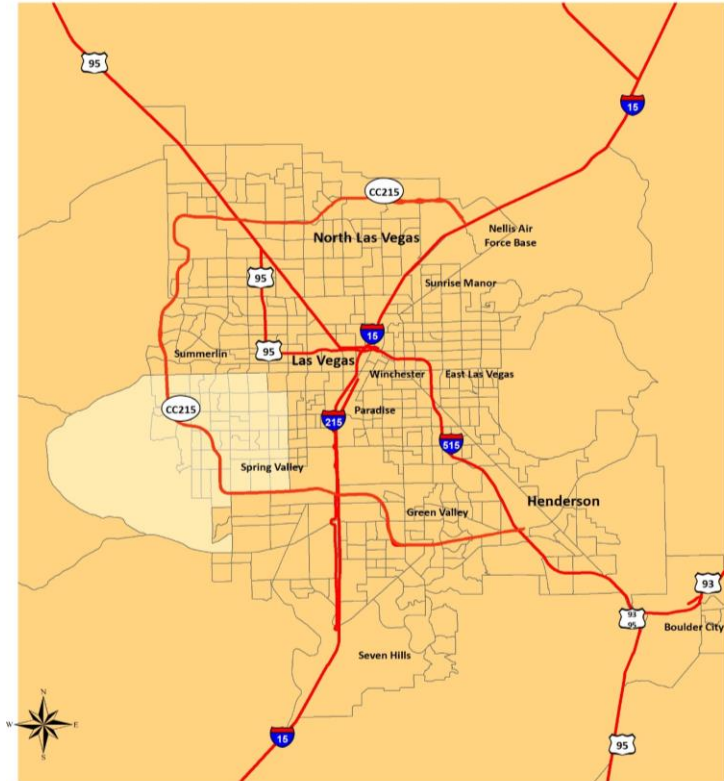 95
15
CC215
North Las Vegas
Nellis Air
Force Base
95
Sunrise Manor
15
95
Summerlin
Las Vegas
Winchester
East Las Vegas
CC215
Paradise
215
515
Spring Valley
Henderson
Green Valley
93
93
95
Boulder City
Seven Hills
N
W
E
S
15
95